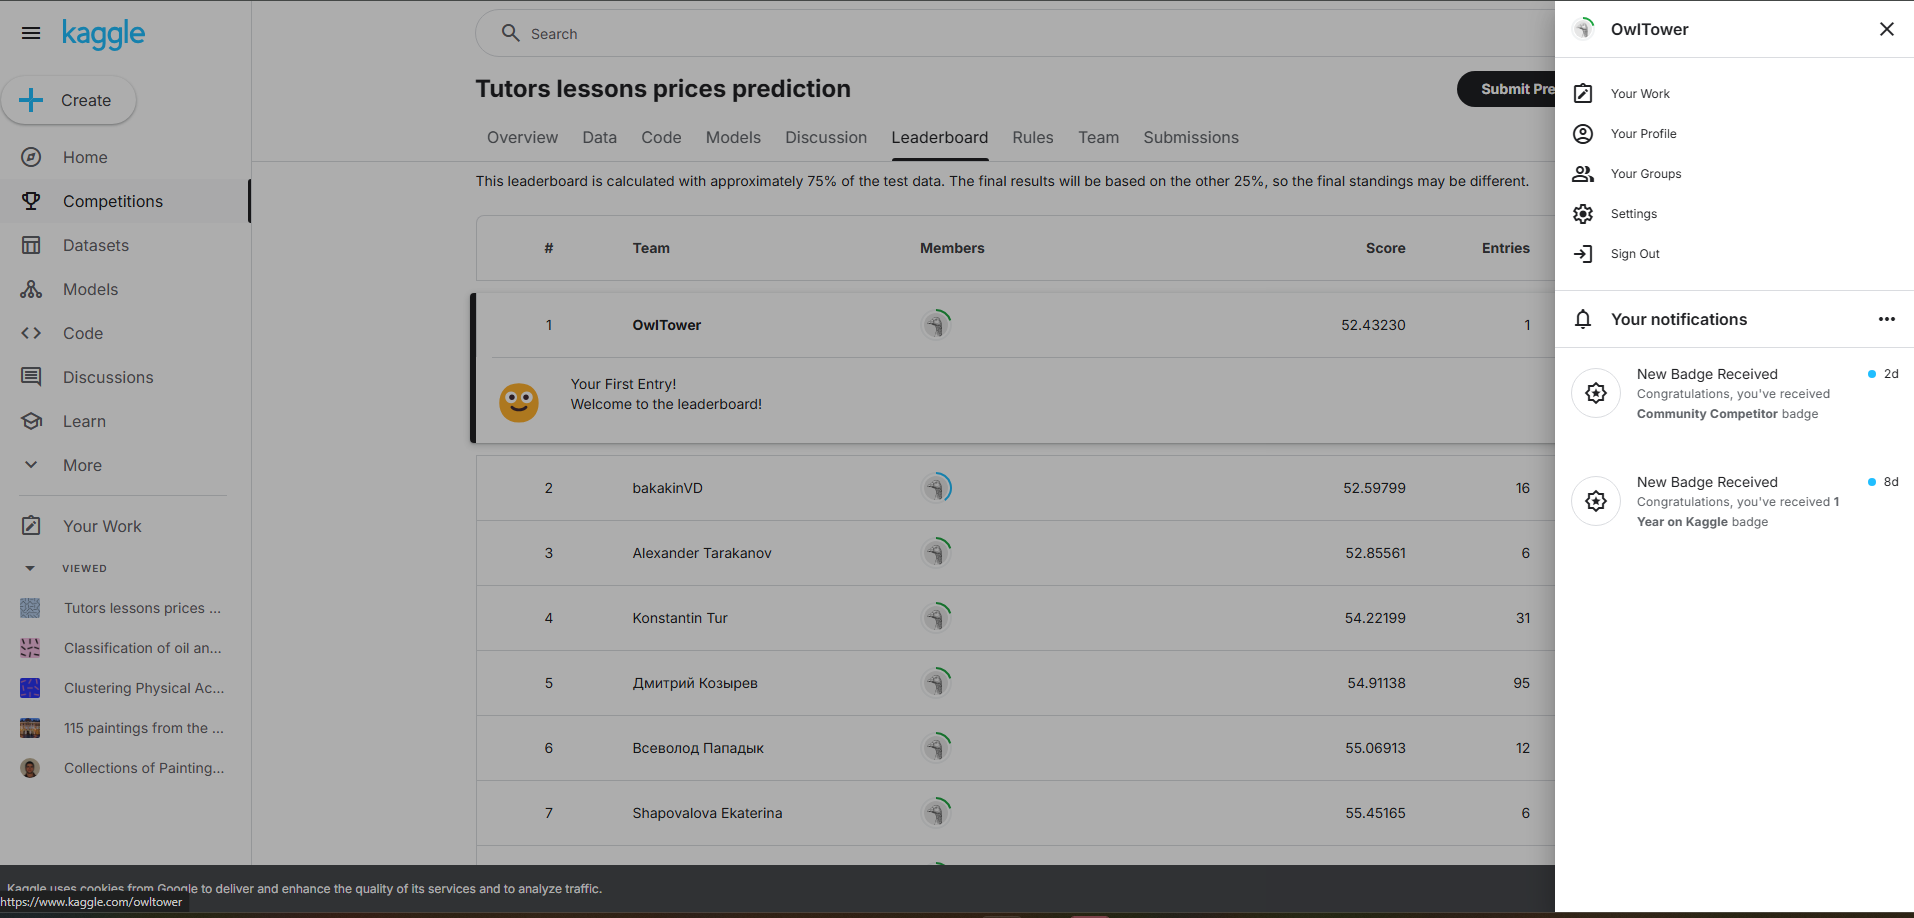 kaggle
Create
Home
Competitions
Datasets
Models
Code
Discussions
Learn
More
Your Work
VIEWED
Tutors lessons prices ...
Classification of oil an...
Clustering Physical Ac...
115 paintings from the ...
Collections of Painting...
Search
Tutors lessons prices prediction
Submit Pre
Overview Data Code Models Discussion Leaderboard Rules Team Submissions
This leaderboard is calculated with approximately 75% of the test data. The final results will be based on the other 25%, so the final standings may be different.
# Team Members Score Entries
1 OwlTower 52.43230 1
Your First Entry!
Welcome to the leaderboard!
2 bakakinVD 52.59799 16
3 Alexander Tarakanov 52.85561 6
4 Konstantin Tur 54.22199 31
5 Дмитрий Козырев 54.91138 95
6 Всеволод Пападык 55.06913 12
7 Shapovalova Ekaterina 55.45165 6
Kaggle uses cookies from Google to deliver and enhance the quality of its services and to analyze traffic.
https://www.kaggle.com/owltower
OwlTower
Your Work
Your Profile
Your Groups
Settings
Sign Out
Your notifications
New Badge Received 2d
Congratulations, you've received
Community Competitor badge
New Badge Received 8d
Congratulations, you've received 1
Year on Kaggle badge